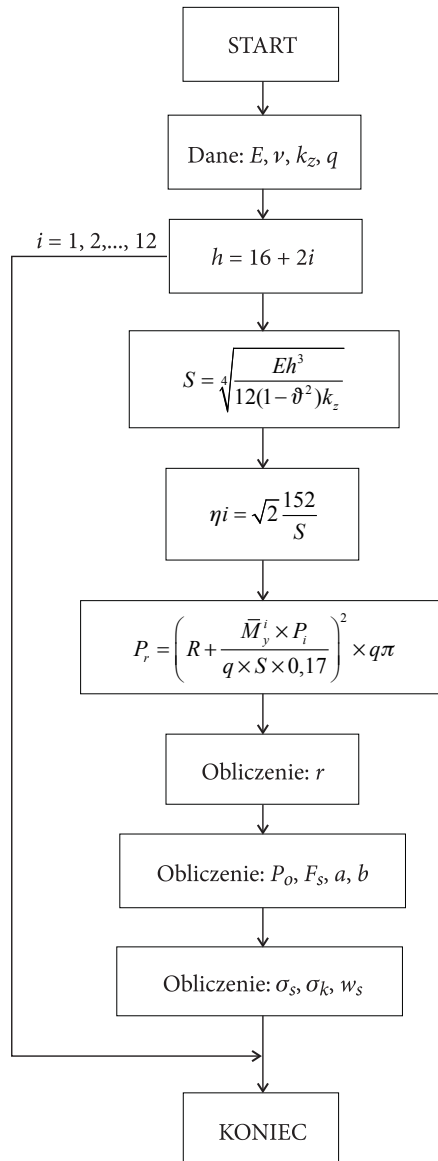 START
Dane: E, ν, k_z, q
i = 1, 2,..., 12
h = 16 + 2i
S = ∜(Eh³ / 12(1 − ϑ²)k_z)
ηi = √2 152/S
P_r = (R + (M̄_y^i × P_i) / (q × S × 0,17))² × qπ
Obliczenie: r
Obliczenie: P_o, F_s, a, b
Obliczenie: σ_s, σ_k, w_s
KONIEC